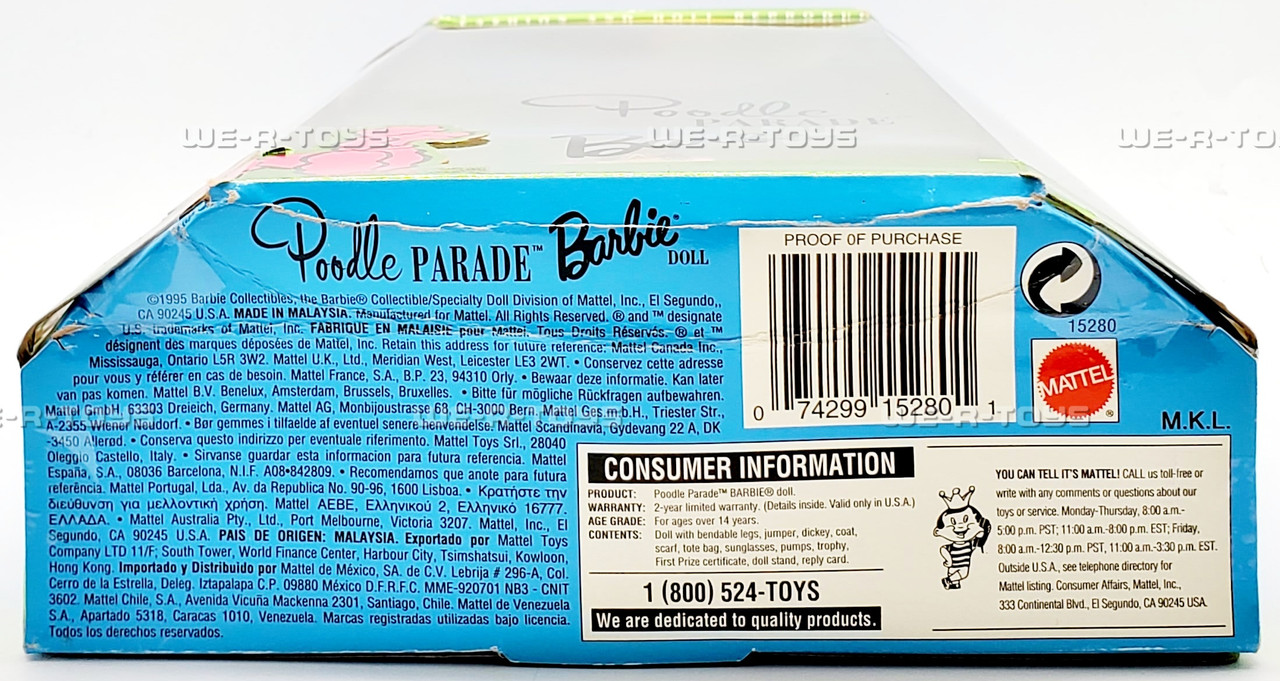 Poodle
PARADE
WE-R-TOYS WE-R-TOYS WE-R-TOYS
Poodle PARADE™ Barbie™ DOLL
©1995 Barbie Collectibles, the Barbie® Collectible/Specialty Doll Division of Mattel, Inc., El Segundo,,
CA 90245 U.S.A. MADE IN MALAYSIA. Manufactured for Mattel. All Rights Reserved. ® and ™ designate
U.S. trademarks of Mattel, Inc. FABRIQUE EN MALAISIE pour Mattel. Tous Droits Réservés. ® et ™
désignent des marques déposées de Mattel, Inc. Retain this address for future reference: Mattel Canada Inc.,
Mississauga, Ontario L5R 3W2. Mattel U.K., Ltd., Meridian West, Leicester LE3 2WT. • Conservez cette adresse
pour vous y référer en cas de besoin. Mattel France, S.A., B.P. 23, 94310 Orly. • Bewaar deze informatie. Kan later
van pas komen. Mattel B.V. Benelux, Amsterdam, Brussels, Bruxelles. • Bitte für mögliche Rückfragen aufbewahren.
Mattel GmbH, 63303 Dreieich, Germany. Mattel AG, Monbijoustrasse 68, CH-3000 Bern. Mattel Ges.m.b.H., Triester Str.,
A-2355 Wiener Neudorf. • Bør gemmes i tilfælde af eventuel senere henvendelse. Mattel Scandinavia, Gydevang 22 A, DK
-3450 Allerød. • Conserva questo indirizzo per eventuale riferimento. Mattel Toys Srl., 28040
Oleggio Castello, Italy. • Sirvanse guardar esta informacion para futura referencia. Mattel
España, S.A., 08036 Barcelona, N.I.F. A08•842809. • Recomendamos que anote para futura
referência. Mattel Portugal, Lda., Av. da Republica No. 90-96, 1600 Lisboa. • Κρατήστε την
διεύθυνση για μελλοντική χρήση. Mattel ΑΕΒΕ, Ελληνικού 2, Ελληνικό 16777.
ΕΛΛΑΔΑ. • Mattel Australia Pty., Ltd., Port Melbourne, Victoria 3207. Mattel, Inc., El
Segundo, CA 90245 U.S.A. PAIS DE ORIGEN: MALAYSIA. Exportado por Mattel Toys
Company LTD 11/F, South Tower, World Finance Center, Harbour City, Tsimshatsui, Kowloon,
Hong Kong. Importado y Distribuido por Mattel de México, SA. de C.V. Lebrija # 296-A, Col.
Cerro de la Estrella, Deleg. Iztapalapa C.P. 09880 México D.F.R.F.C. MME-920701 NB3 - CNIT
3602. Mattel Chile, S.A., Avenida Vicuña Mackenna 2301, Santiago, Chile. Mattel de Venezuela
S.A., Apartado 5318, Caracas 1010, Venezuela. Marcas registradas utilizadas bajo licencia.
Todos los derechos reservados.
PROOF OF PURCHASE
0 74299 15280 1
15280
MATTEL ®
M.K.L.
WE-R-TOYS WE-R-TOYS
CONSUMER INFORMATION
PRODUCT: Poodle Parade™ BARBIE® doll.
WARRANTY: 2-year limited warranty. (Details inside. Valid only in U.S.A.)
AGE GRADE: For ages over 14 years.
CONTENTS: Doll with bendable legs, jumper, dickey, coat,
scarf, tote bag, sunglasses, pumps, trophy,
First Prize certificate, doll stand, reply card.
1 (800) 524-TOYS
We are dedicated to quality products.
YOU CAN TELL IT'S MATTEL! CALL us toll-free or
write with any comments or questions about our
toys or service. Monday-Thursday, 8:00 a.m.-
5:00 p.m. PST; 11:00 a.m.-8:00 p.m. EST; Friday,
8:00 a.m.-12:30 p.m. PST, 11:00 a.m.-3:30 p.m. EST.
Outside U.S.A., see telephone directory for
Mattel listing. Consumer Affairs, Mattel, Inc.,
333 Continental Blvd., El Segundo, CA 90245 USA.